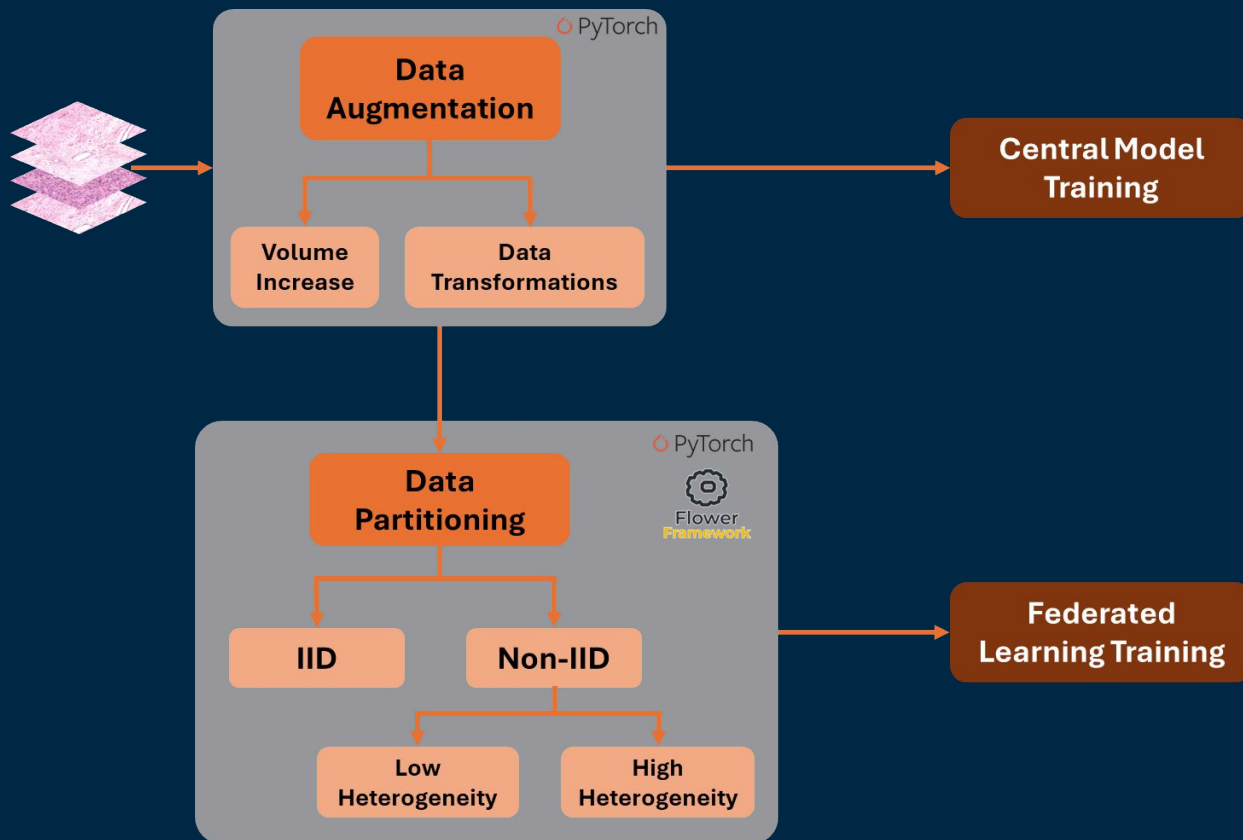 PyTorch
Data
Augmentation
Central Model
Training
Volume
Increase
Data
Transformations
PyTorch
Data
Partitioning
Flower
Framework
Federated
Learning Training
IID
Non-IID
Low
Heterogeneity
High
Heterogeneity